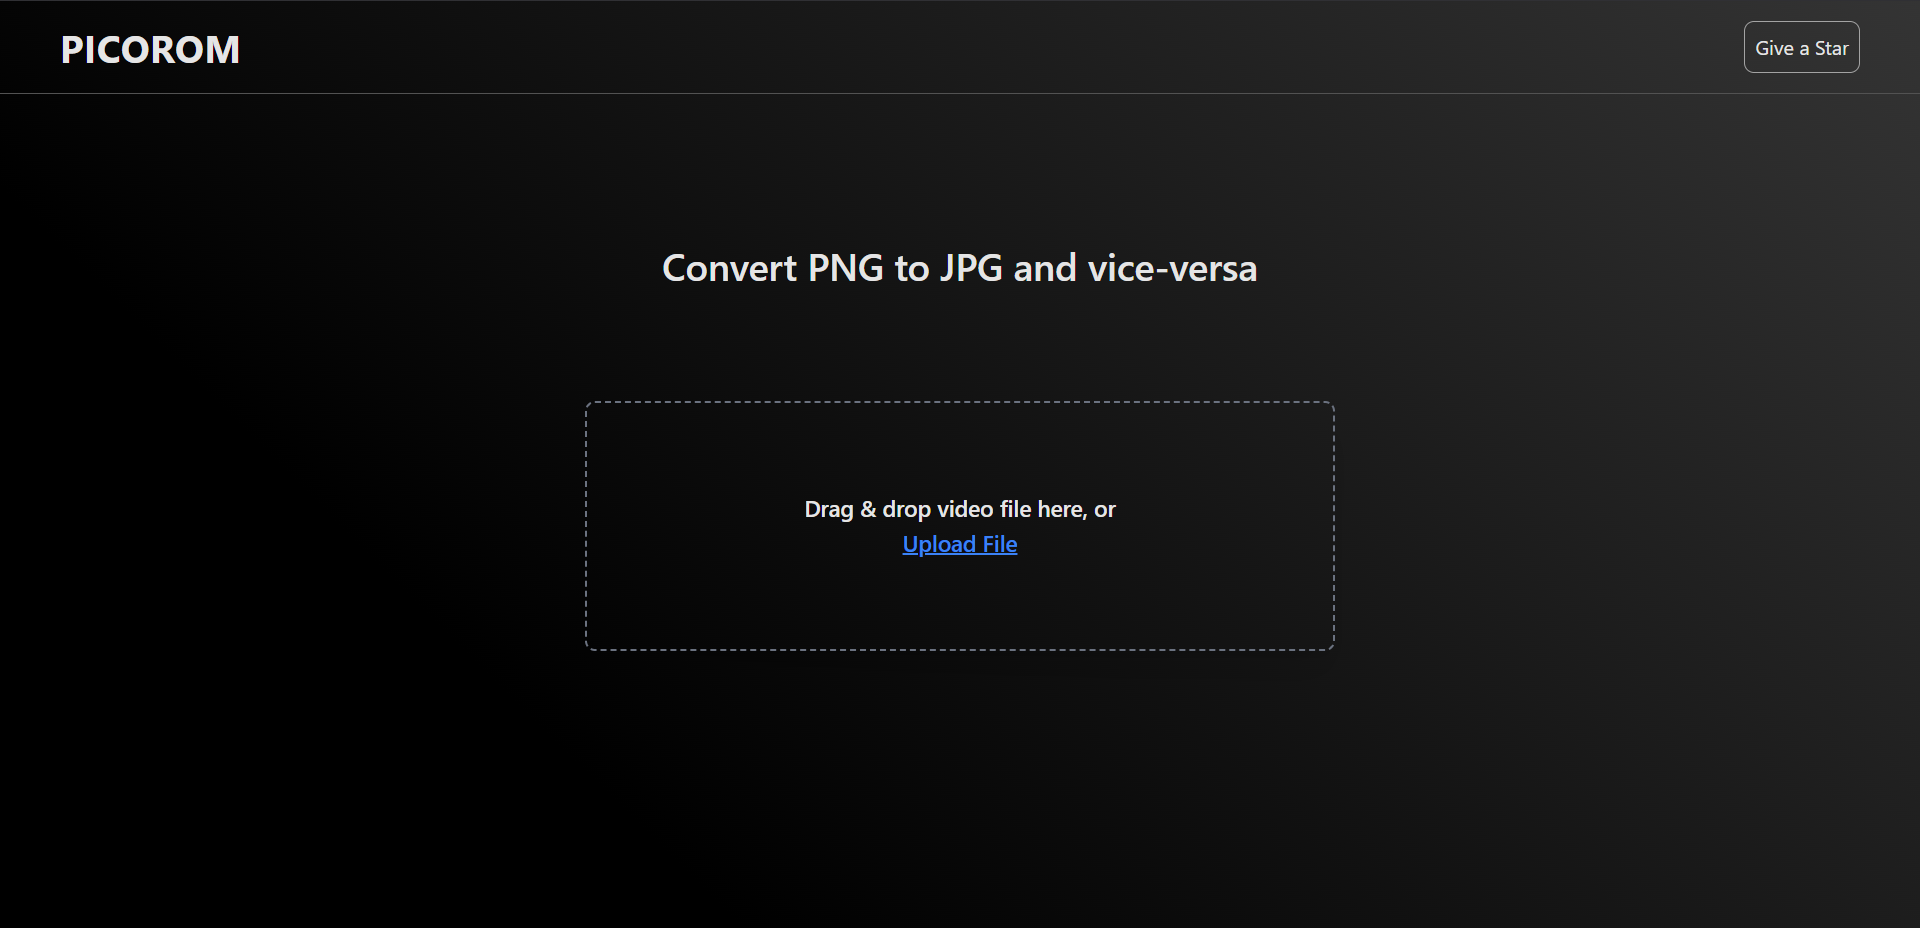 PICOROM
Give a Star
Convert PNG to JPG and vice-versa
Drag & drop video file here, or
Upload File